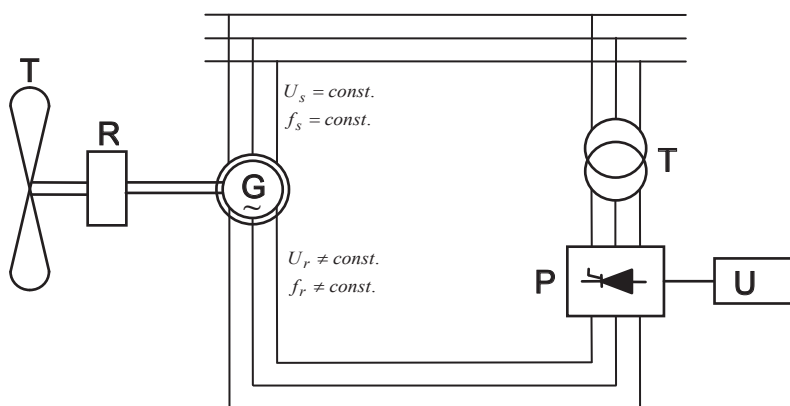 T
R
U_s = const.
f_s = const.
G
~
T
U_r ≠ const.
f_r ≠ const.
P
U